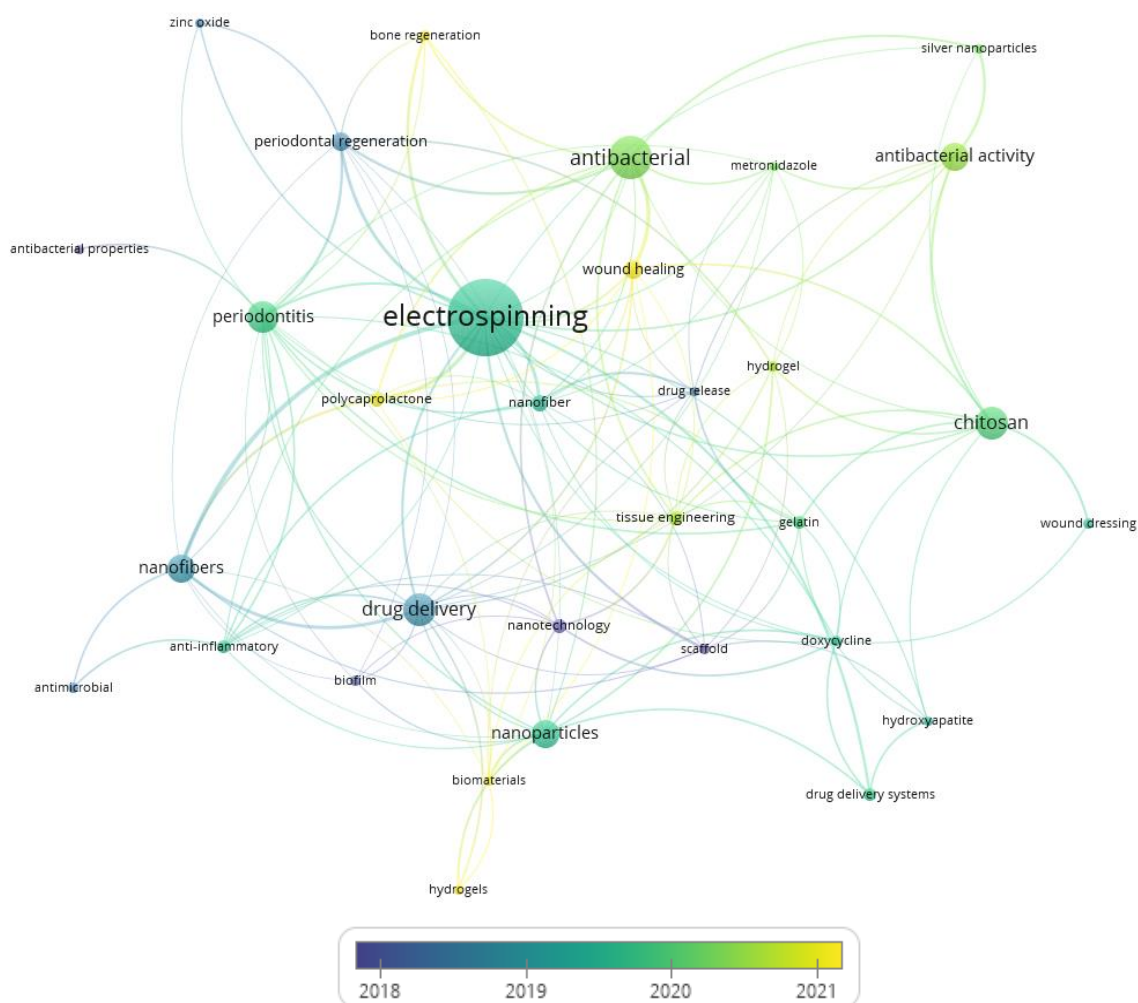 zinc oxide
bone regeneration
silver nanoparticles
periodontal regeneration
antibacterial
antibacterial activity
metronidazole
antibacterial properties
wound healing
periodontitis
electrospinning
hydrogel
drug release
polycaprolactone
nanofiber
chitosan
tissue engineering
gelatin
wound dressing
nanofibers
drug delivery
nanotechnology
doxycycline
anti-inflammatory
scaffold
biofilm
antimicrobial
hydroxyapatite
nanoparticles
biomaterials
drug delivery systems
hydrogels
2018 2019 2020 2021